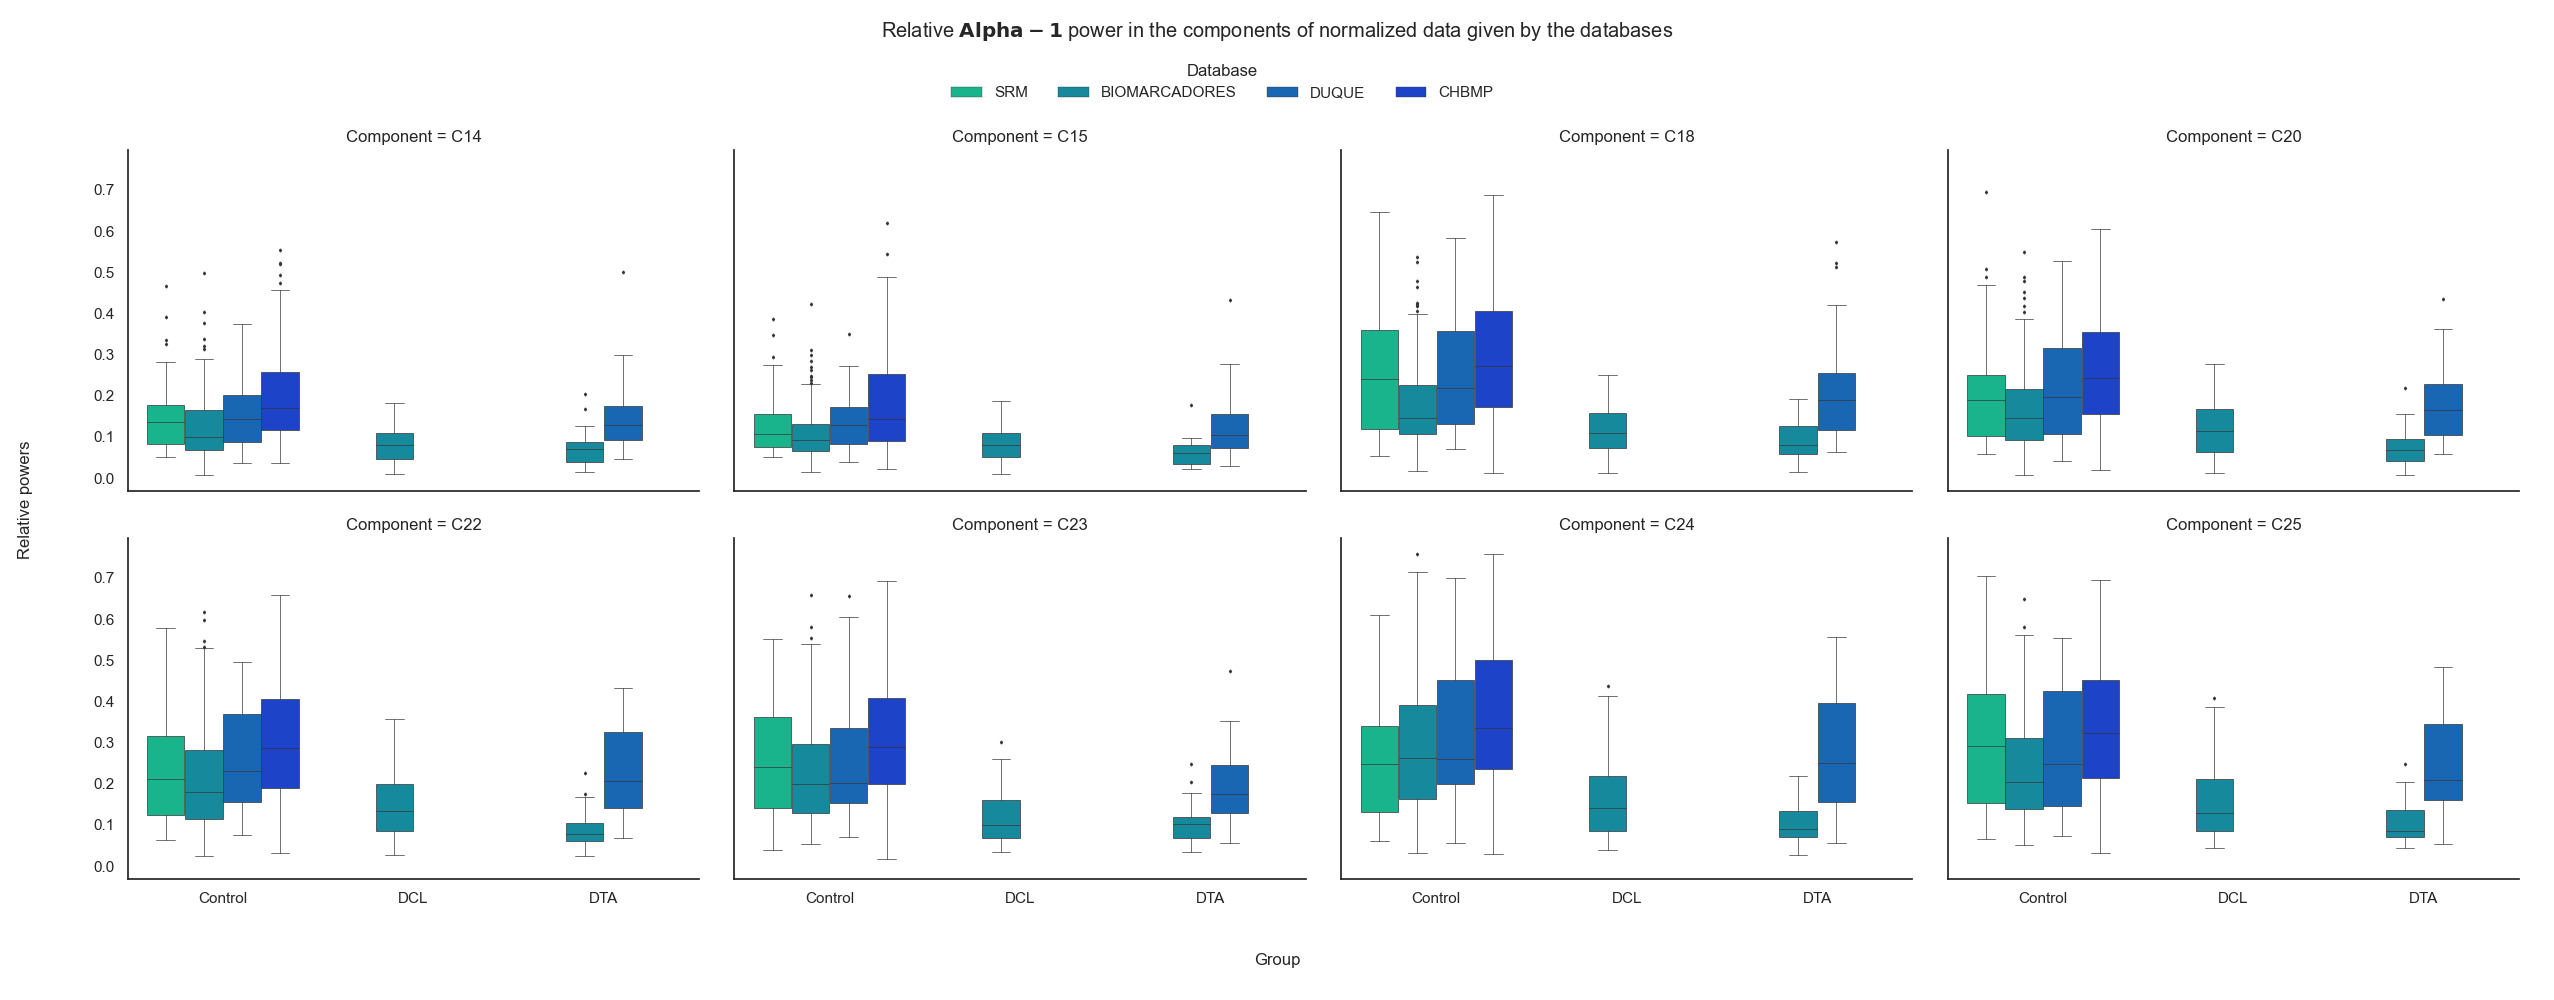 Relative Alpha − 1 power in the components of normalized data given by the databases
Database
SRM BIOMARCADORES DUQUE CHBMP
Component = C14 Component = C15 Component = C18 Component = C20
0.7
0.6
0.5
0.4
0.3
0.2
0.1
0.0
Relative powers
Component = C22 Component = C23 Component = C24 Component = C25
0.7
0.6
0.5
0.4
0.3
0.2
0.1
0.0
Control DCL DTA Control DCL DTA Control DCL DTA Control DCL DTA
Group